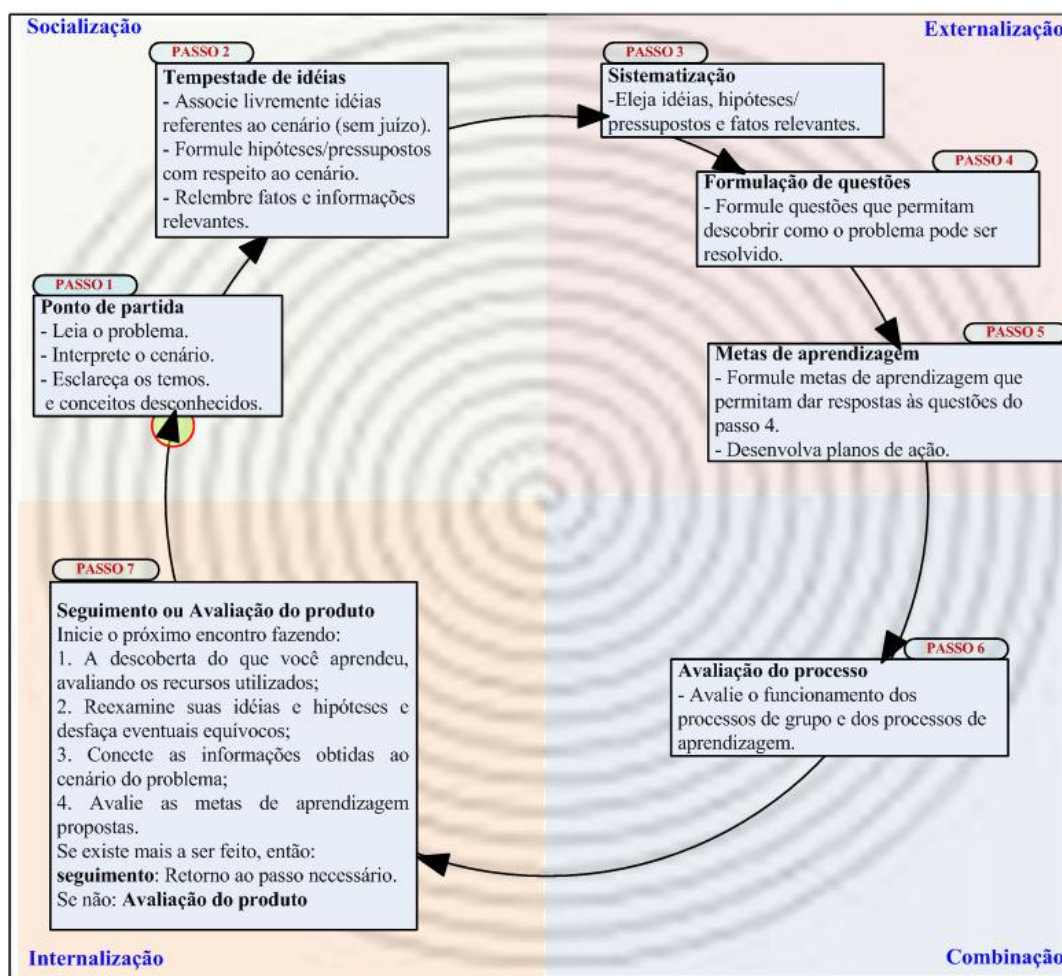 Socialização
Externalização
PASSO 2
Tempestade de idéias
- Associe livremente idéias
referentes ao cenário (sem juízo).
- Formule hipóteses/pressupostos
com respeito ao cenário.
- Relembre fatos e informações
relevantes.
PASSO 3
Sistematização
-Eleja idéias, hipóteses/
pressupostos e fatos relevantes.
PASSO 4
Formulação de questões
- Formule questões que permitam
descobrir como o problema pode ser
resolvido.
PASSO 1
Ponto de partida
- Leia o problema.
- Interprete o cenário.
- Esclareça os temos.
e conceitos desconhecidos.
PASSO 5
Metas de aprendizagem
- Formule metas de aprendizagem que
permitam dar respostas às questões do
passo 4.
- Desenvolva planos de ação.
PASSO 7
Seguimento ou Avaliação do produto
Inicie o próximo encontro fazendo:
1. A descoberta do que você aprendeu,
avaliando os recursos utilizados;
2. Reexamine suas idéias e hipóteses e
desfaça eventuais equívocos;
3. Conecte as informações obtidas ao
cenário do problema;
4. Avalie as metas de aprendizagem
propostas.
Se existe mais a ser feito, então:
seguimento: Retorno ao passo necessário.
Se não: Avaliação do produto
PASSO 6
Avaliação do processo
- Avalie o funcionamento dos
processos de grupo e dos processos de
aprendizagem.
Internalização
Combinação